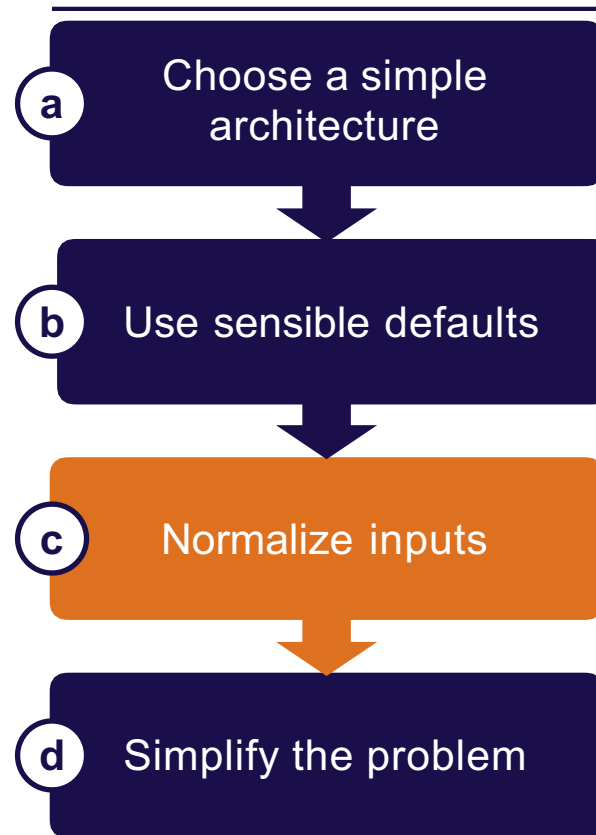 a
Choose a simple
architecture
b
Use sensible defaults
c
Normalize inputs
d
Simplify the problem